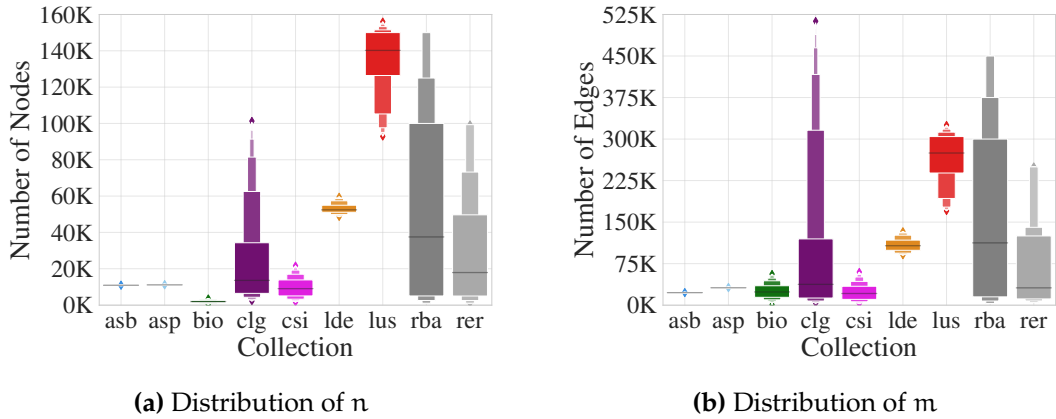 160K
140K
120K
100K
80K
60K
40K
20K
0K
Number of Nodes
asb asp bio clg csi lde lus rba rer
Collection
(a) Distribution of n
525K
450K
375K
300K
225K
150K
75K
0K
Number of Edges
asb asp bio clg csi lde lus rba rer
Collection
(b) Distribution of m